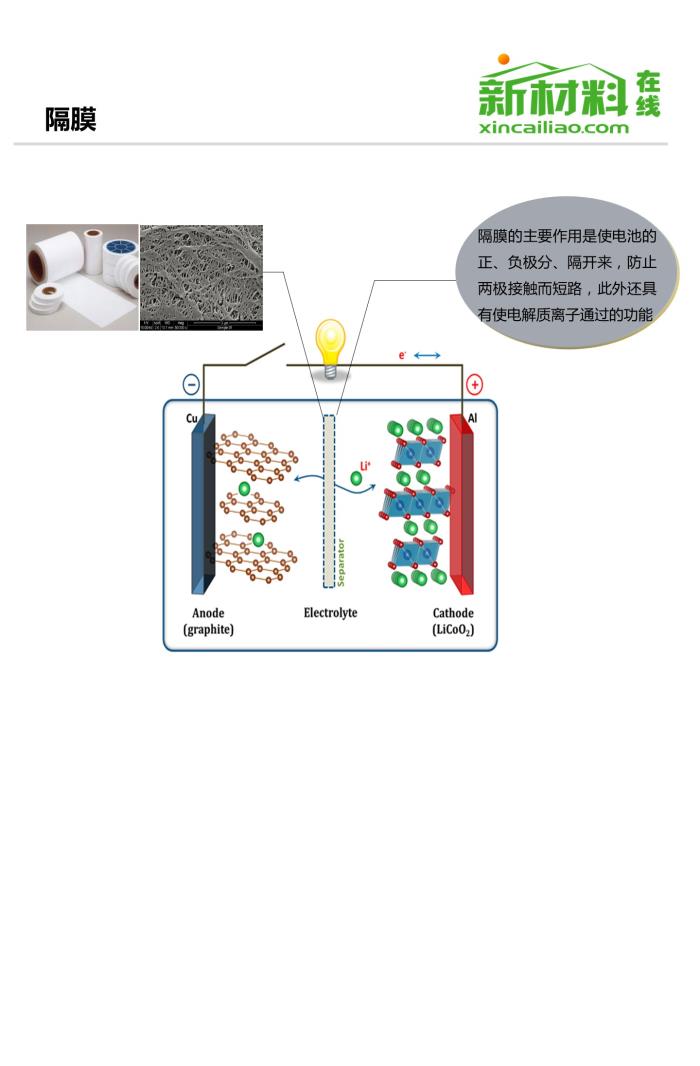 新材料在线
xincailiao.com
隔膜
隔膜的主要作用是使电池的
正、负极分、隔开来，防止
两极接触而短路，此外还具
有使电解质离子通过的功能
e-
−
+
Cu
Al
Li+
Separator
Anode
(graphite)
Electrolyte
Cathode
(LiCoO2)